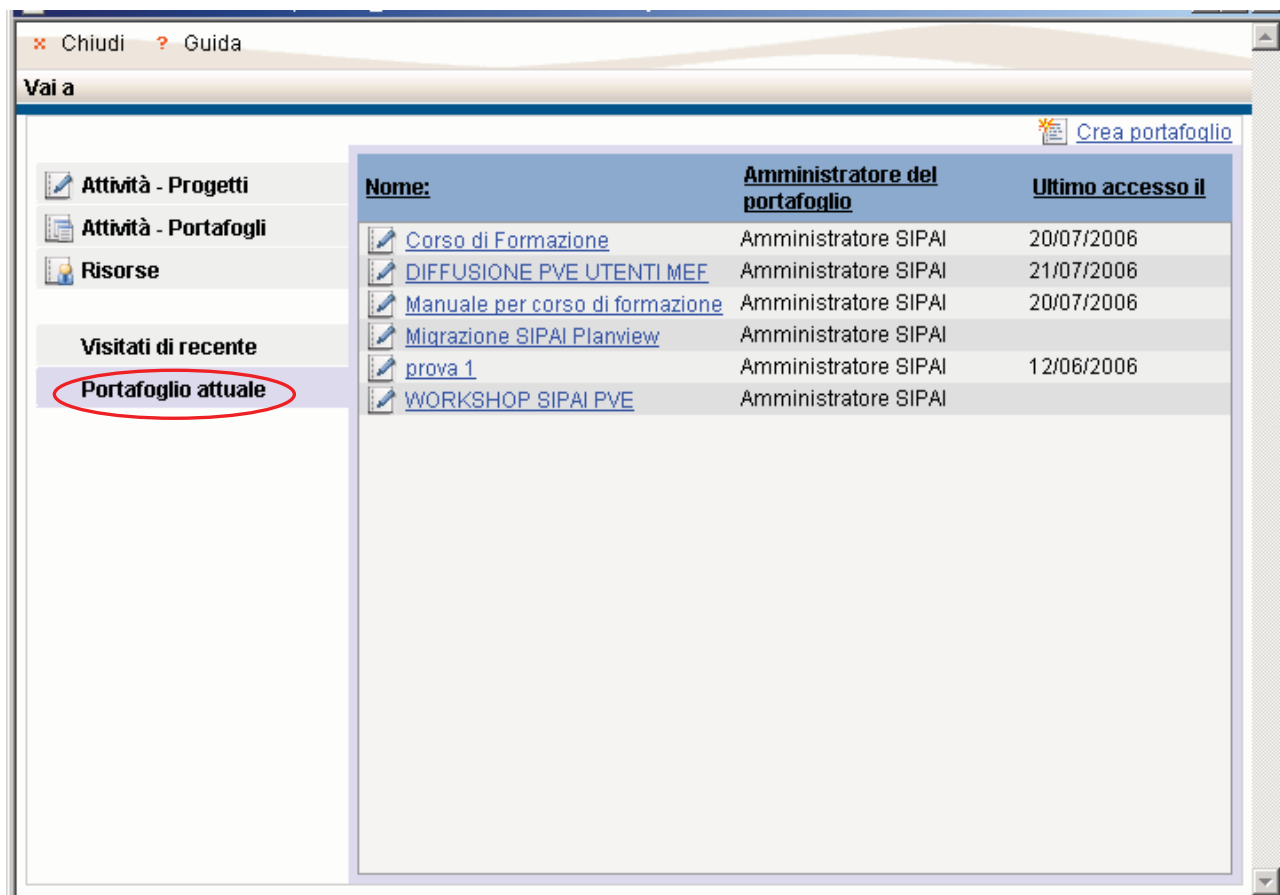 Chiudi ? Guida
Vai a
Crea portafoglio
Attività - Progetti
Attività - Portafogli
Risorse
Visitati di recente
Portafoglio attuale
Nome: Amministratore del portafoglio Ultimo accesso il
Corso di Formazione Amministratore SIPAI 20/07/2006
DIFFUSIONE PVE UTENTI MEF Amministratore SIPAI 21/07/2006
Manuale per corso di formazione Amministratore SIPAI 20/07/2006
Migrazione SIPAI Planview Amministratore SIPAI
prova 1 Amministratore SIPAI 12/06/2006
WORKSHOP SIPAI PVE Amministratore SIPAI